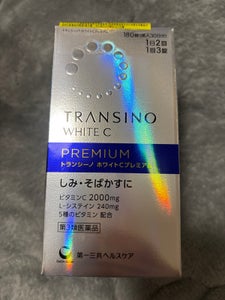 180錠
1日2回
1回3錠
TRANSINO
WHITE C
PREMIUM
トランシーノ ホワイトCプレミアム
しみ・そばかすに
ビタミンC 2000mg
L-システイン 240mg
5種のビタミン 配合
第3類医薬品
第一三共ヘルスケア